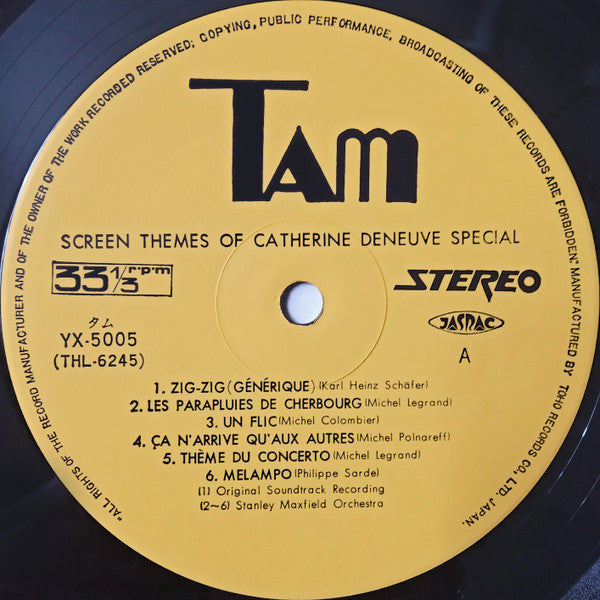 "ALL RIGHTS OF THE RECORD MANUFACTURER AND OF THE OWNER OF THE WORK RECORDED RESERVED; COPYING, PUBLIC PERFORMANCE, BROADCASTING OF THESE RECORDS ARE FORBIDDEN." MANUFACTURED BY TOHO RECORDS CO., LTD. JAPAN.
TAM
SCREEN THEMES OF CATHERINE DENEUVE SPECIAL
33 1/3 rpm
STEREO
タム
YX-5005
(THL-6245)
JASRAC
A
1. ZIG-ZIG (GÉNÉRIQUE) (Karl Heinz Schäfer)
2. LES PARAPLUIES DE CHERBOURG (Michel Legrand)
3. UN FLIC (Michel Colombier)
4. ÇA N'ARRIVE QU'AUX AUTRES (Michel Polnareff)
5. THÈME DU CONCERTO (Michel Legrand)
6. MELAMPO (Philippe Sarde)
(1) Original Soundtrack Recording
(2~6) Stanley Maxfield Orchestra